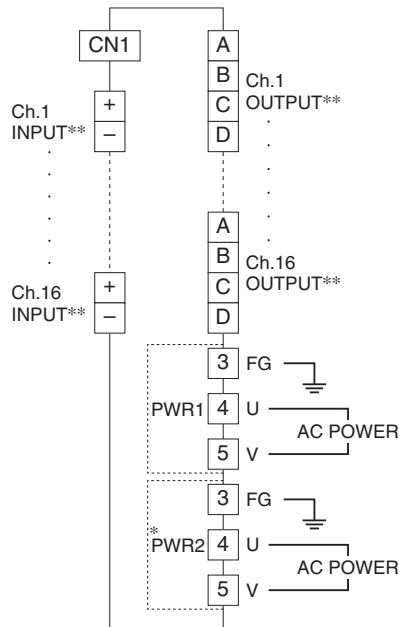 CN1
Ch.1
INPUT**
+
–
Ch.16
INPUT**
+
–
A
B
C
D
Ch.1
OUTPUT**
A
B
C
D
Ch.16
OUTPUT**
PWR1
3 FG
4 U
5 V
AC POWER
*
PWR2
3 FG
4 U
5 V
AC POWER